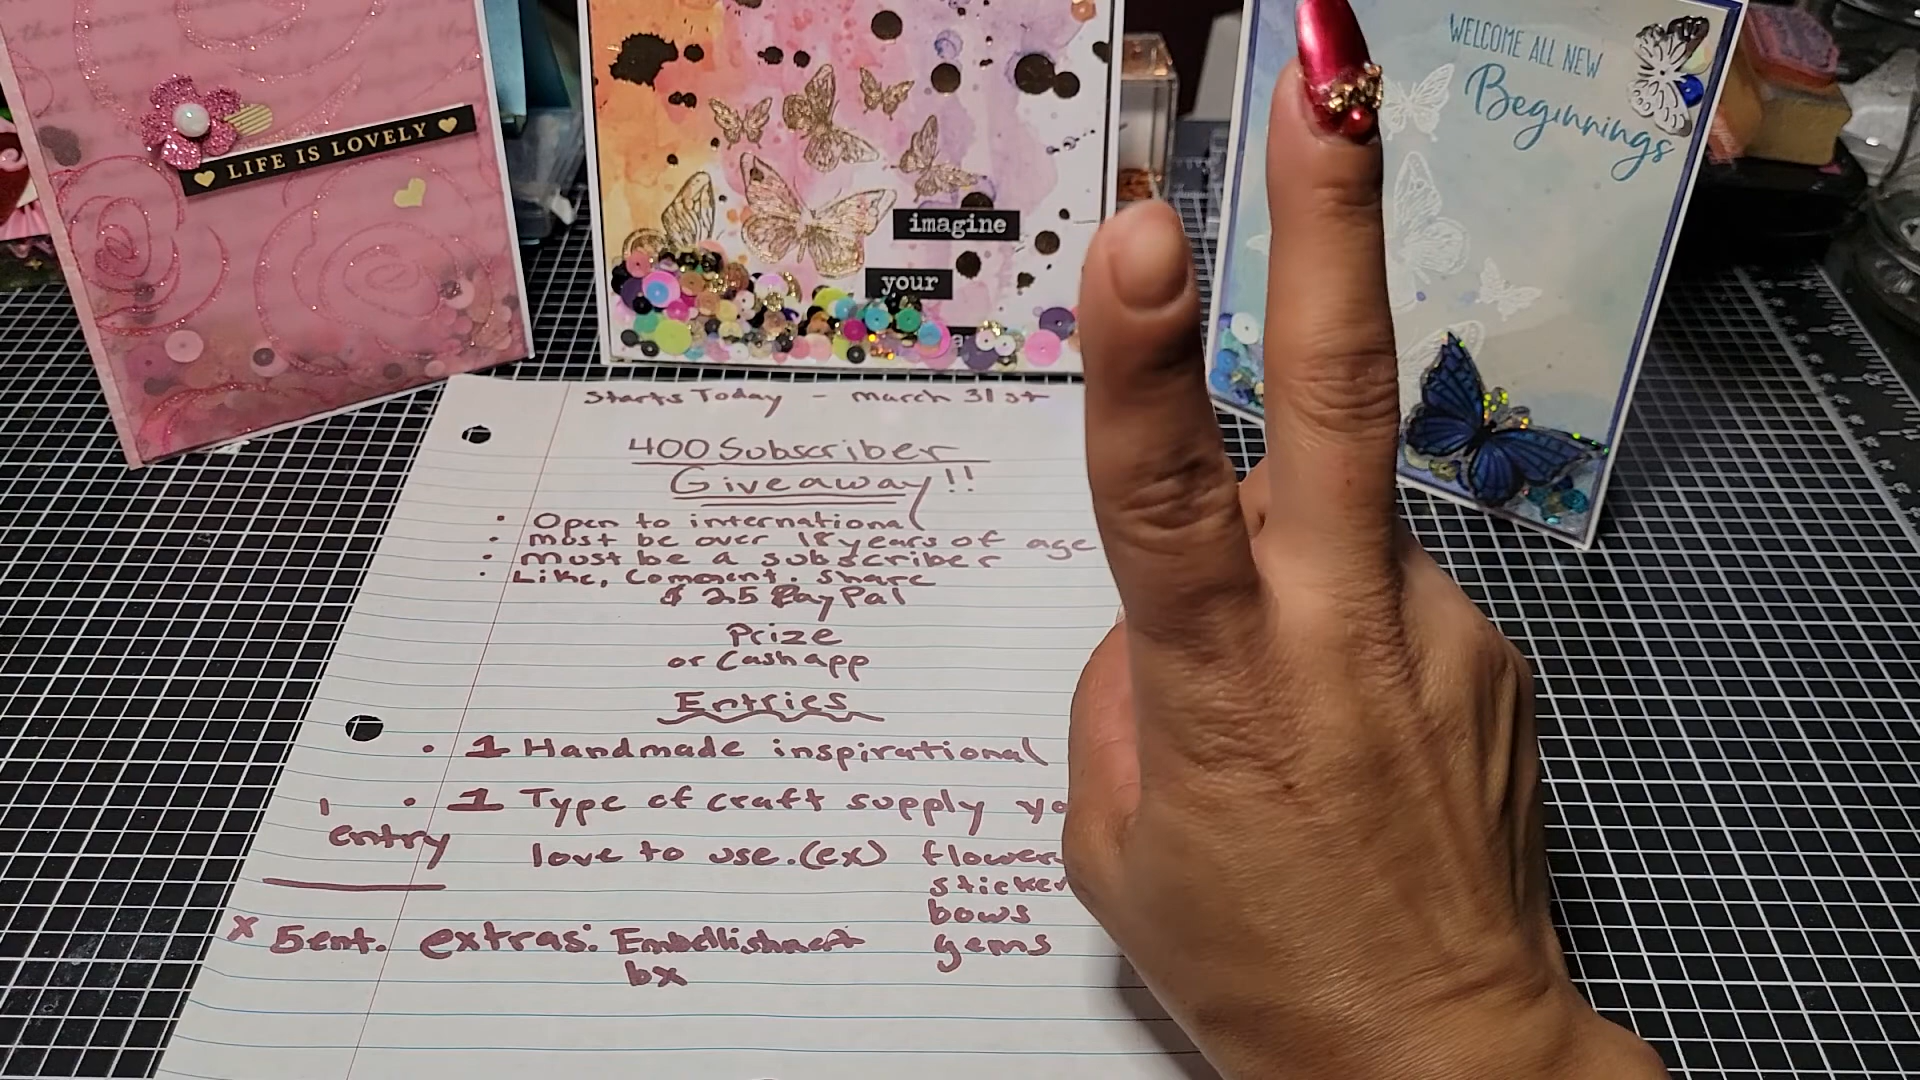 LIFE IS LOVELY
imagine
your
WELCOME ALL NEW
Beginnings
Starts Today - march 31st
400 Subscriber
Giveaway!!
• Open to international
• must be over 18 years of age
• must be a subscriber
• Like, Comment, share
$25 PayPal
Prize
or Cash app
Entries
• 1 Handmade inspirational
• 1 Type of craft supply
1 entry
love to use. (ex) flowers
sticker
bows
gems
x 5 ent. extras: Embellishment
bx